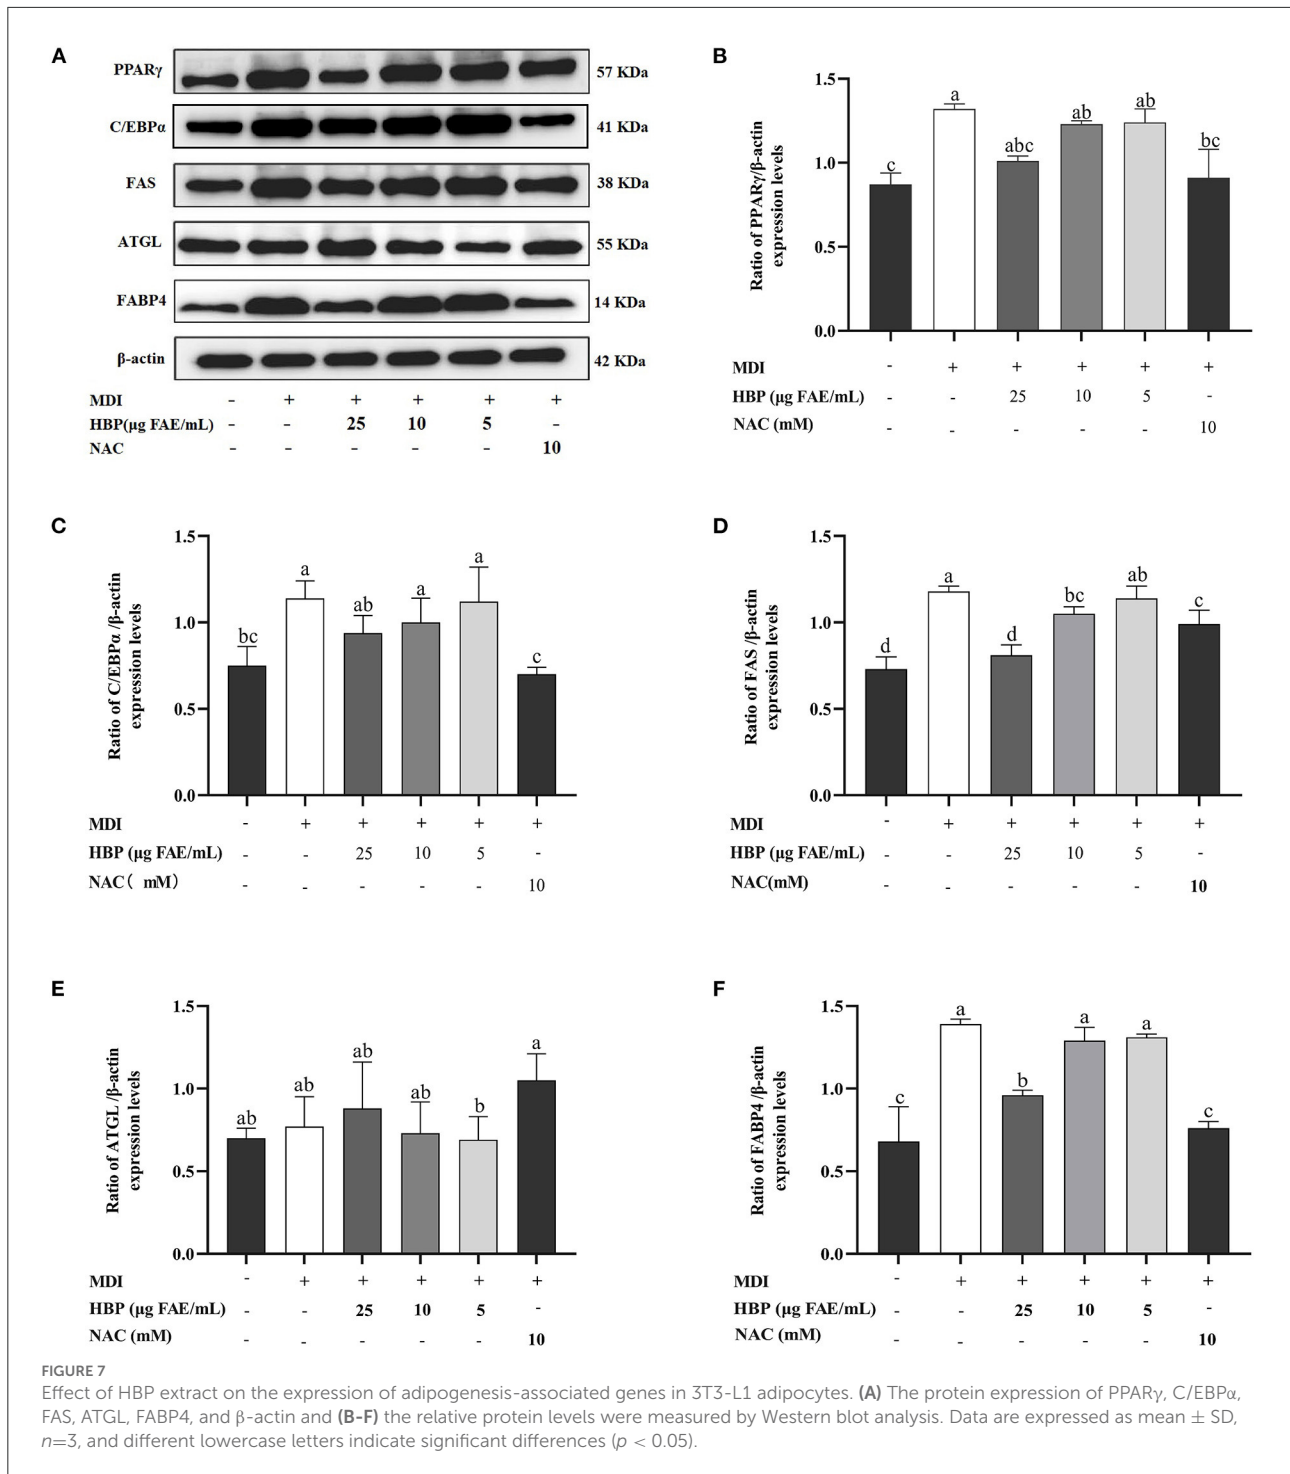 A
PPARγ
57 KDa
C/EBPα
41 KDa
FAS
38 KDa
ATGL
55 KDa
FABP4
14 KDa
β-actin
42 KDa
MDI - + + + + +
HBP(μg FAE/mL) - - 25 10 5 -
NAC - - - - - 10
B
Ratio of PPARγ/β-actin
expression levels
1.5
1.0
0.5
0.0
c a abc ab ab bc
MDI - + + + + +
HBP (μg FAE/mL) - - 25 10 5 -
NAC (mM) - - - - - 10
C
Ratio of C/EBPα /β-actin
expression levels
1.5
1.0
0.5
0.0
bc a ab a a c
MDI - + + + + +
HBP (μg FAE/mL) - - 25 10 5 -
NAC( mM) - - - - - 10
D
Ratio of FAS /β-actin
expression levels
1.5
1.0
0.5
0.0
d a d bc ab c
MDI - + + + + +
HBP (μg FAE/mL) - - 25 10 5 -
NAC(mM) - - - - - 10
E
Ratio of ATGL /β-actin
expression levels
1.5
1.0
0.5
0.0
ab ab ab ab b a
MDI - + + + + +
HBP (μg FAE/mL) - - 25 10 5 -
NAC (mM) - - - - - 10
F
Ratio of FABP4 /β-actin
expression levels
1.5
1.0
0.5
0.0
c a b a a c
MDI - + + + + +
HBP (μg FAE/mL) - - 25 10 5 -
NAC (mM) - - - - - 10
FIGURE 7
Effect of HBP extract on the expression of adipogenesis-associated genes in 3T3-L1 adipocytes. (A) The protein expression of PPARγ, C/EBPα,
FAS, ATGL, FABP4, and β-actin and (B-F) the relative protein levels were measured by Western blot analysis. Data are expressed as mean ± SD,
n=3, and different lowercase letters indicate significant differences (p < 0.05).